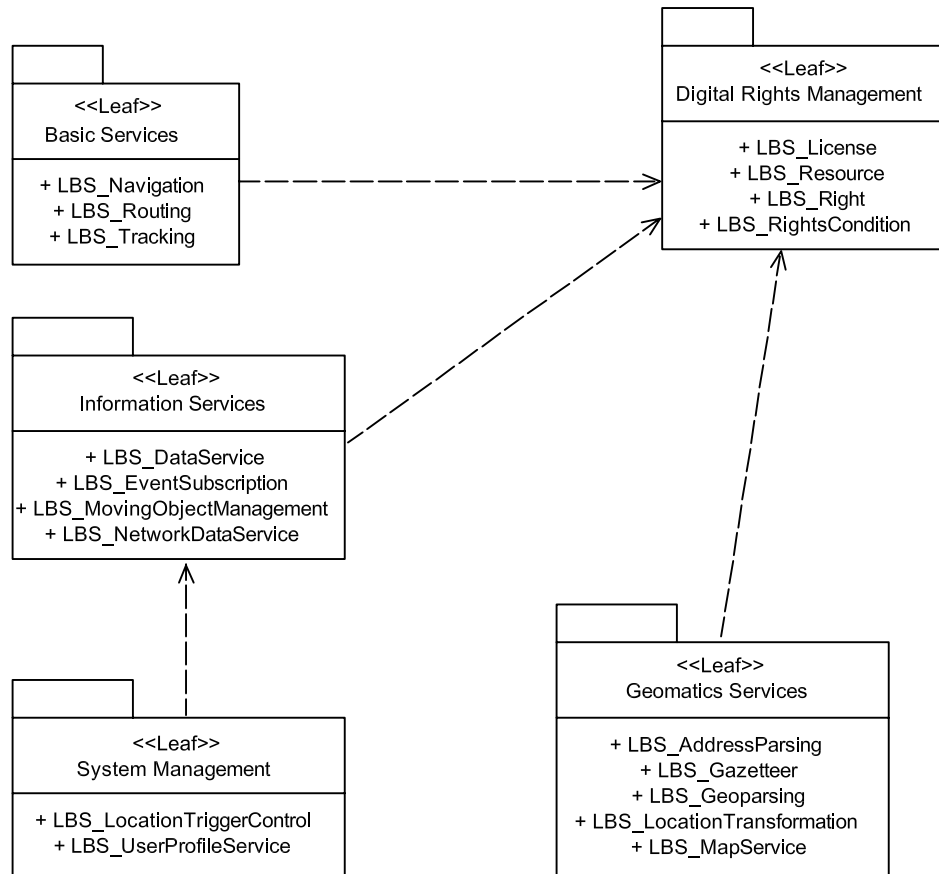 <<Leaf>>
Basic Services
+ LBS_Navigation
+ LBS_Routing
+ LBS_Tracking
<<Leaf>>
Digital Rights Management
+ LBS_License
+ LBS_Resource
+ LBS_Right
+ LBS_RightsCondition
<<Leaf>>
Information Services
+ LBS_DataService
+ LBS_EventSubscription
+ LBS_MovingObjectManagement
+ LBS_NetworkDataService
<<Leaf>>
System Management
+ LBS_LocationTriggerControl
+ LBS_UserProfileService
<<Leaf>>
Geomatics Services
+ LBS_AddressParsing
+ LBS_Gazetteer
+ LBS_Geoparsing
+ LBS_LocationTransformation
+ LBS_MapService